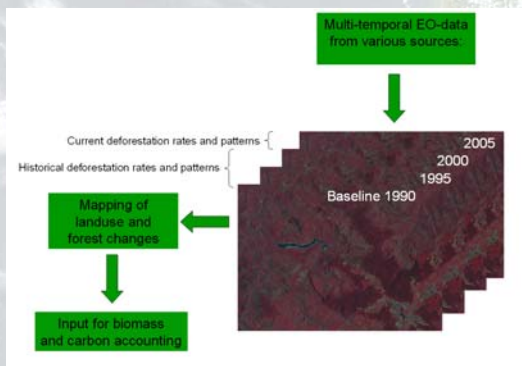 Multi-temporal EO-data
from various sources:
Current deforestation rates and patterns
Historical deforestation rates and patterns
2005
2000
1995
Baseline 1990
Mapping of
landuse and
forest changes
Input for biomass
and carbon accounting